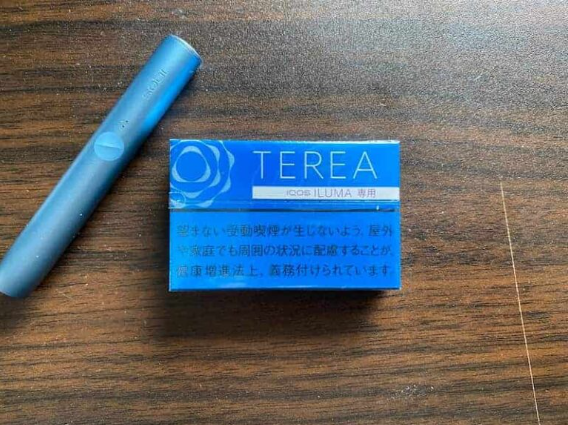 TEREA
IQOS ILUMA 専用
望まない受動喫煙が生じないよう、屋外
や家庭でも周囲の状況に配慮することが、
健康増進法上、義務付けられています。